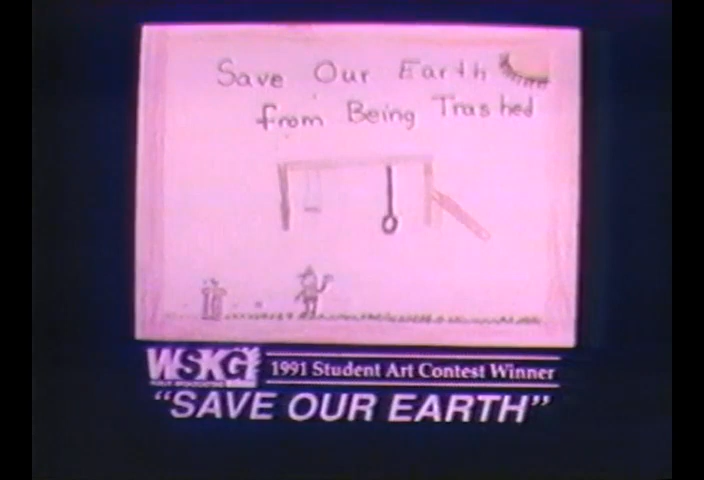 Save Our Earth
from Being Trashed
WSKG
1991 Student Art Contest Winner
"SAVE OUR EARTH"